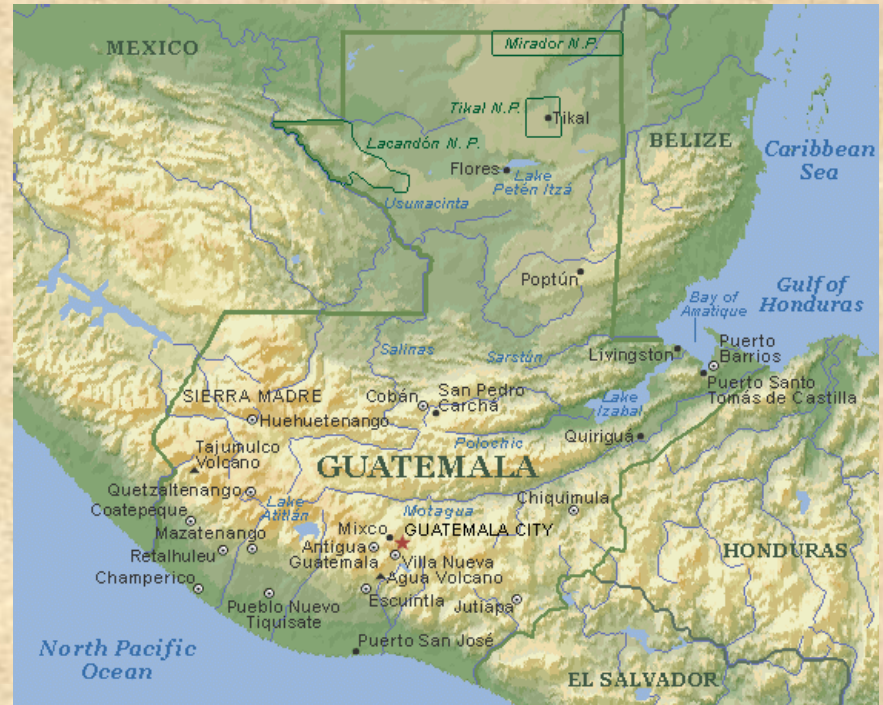 MEXICO
Mirador N.P.
Tikal N.P.
Tikal
Lacandón N. P.
BELIZE
Caribbean
Sea
Flores
Lake
Petén Itzá
Usumacinta
Poptún
Gulf of
Honduras
Bay of
Amatique
Salinas
Sarstún
Livingston
Puerto
Barrios
Puerto Santo
Tomás de Castilla
SIERRA MADRE
Cobán
San Pedro
Carchá
Lake
Izabal
Huehuetenango
Polochic
Quiriguá
Tajumulco
Volcano
GUATEMALA
Quetzaltenango
Lake
Atitlán
Motagua
Chiquimula
Coatepeque
Mazatenango
Mixco
GUATEMALA CITY
Retalhuleu
Antigua
Guatemala
Villa Nueva
HONDURAS
Champerico
Agua Volcano
Pueblo Nuevo
Tiquisate
Escuintla
Jutiapa
Puerto San José
North Pacific
Ocean
EL SALVADOR